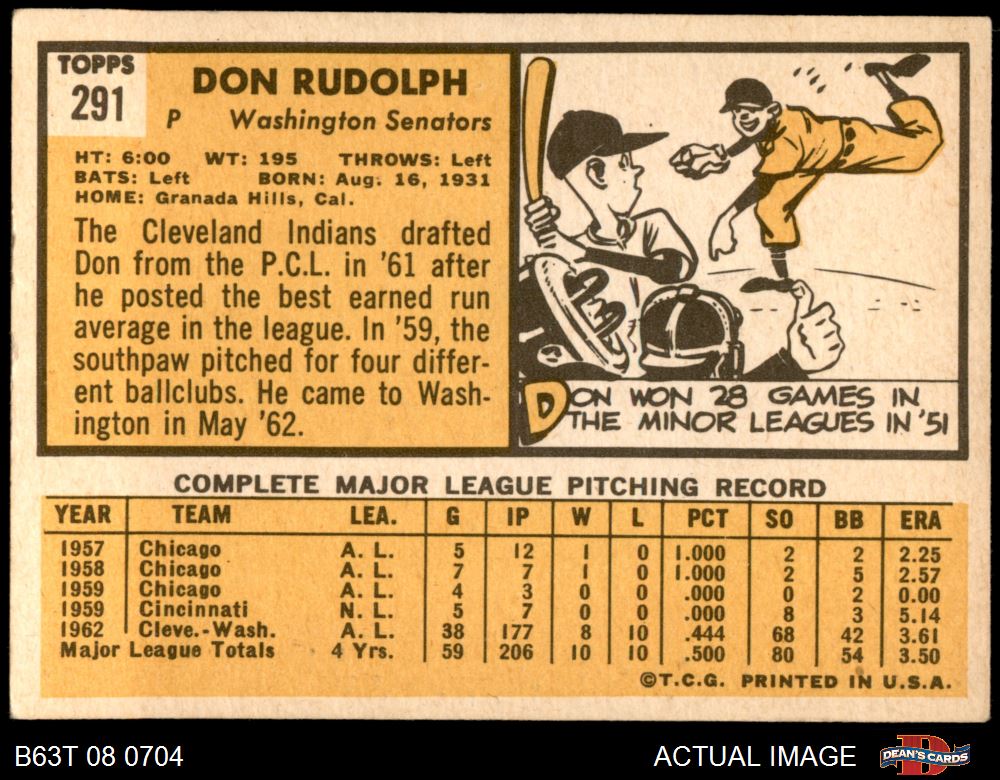 TOPPS
291
DON RUDOLPH
P Washington Senators
HT: 6:00 WT: 195 THROWS: Left
BATS: Left BORN: Aug. 16, 1931
HOME: Granada Hills, Cal.
The Cleveland Indians drafted
Don from the P.C.L. in '61 after
he posted the best earned run
average in the league. In '59, the
southpaw pitched for four differ-
ent ballclubs. He came to Wash-
ington in May '62.
DON WON 28 GAMES IN
THE MINOR LEAGUES IN '51
COMPLETE MAJOR LEAGUE PITCHING RECORD
YEAR TEAM LEA. G IP W L PCT SO BB ERA
1957 Chicago A. L. 5 12 1 0 1.000 2 2 2.25
1958 Chicago A. L. 7 7 1 0 1.000 2 5 2.57
1959 Chicago A. L. 4 3 0 0 .000 0 2 0.00
1959 Cincinnati N. L. 5 7 0 0 .000 8 3 5.14
1962 Cleve.-Wash. A. L. 38 177 8 10 .444 68 42 3.61
Major League Totals 4 Yrs. 59 206 10 10 .500 80 54 3.50
©T.C.G. PRINTED IN U.S.A.
B63T 08 0704 ACTUAL IMAGE DEAN'S CARDS